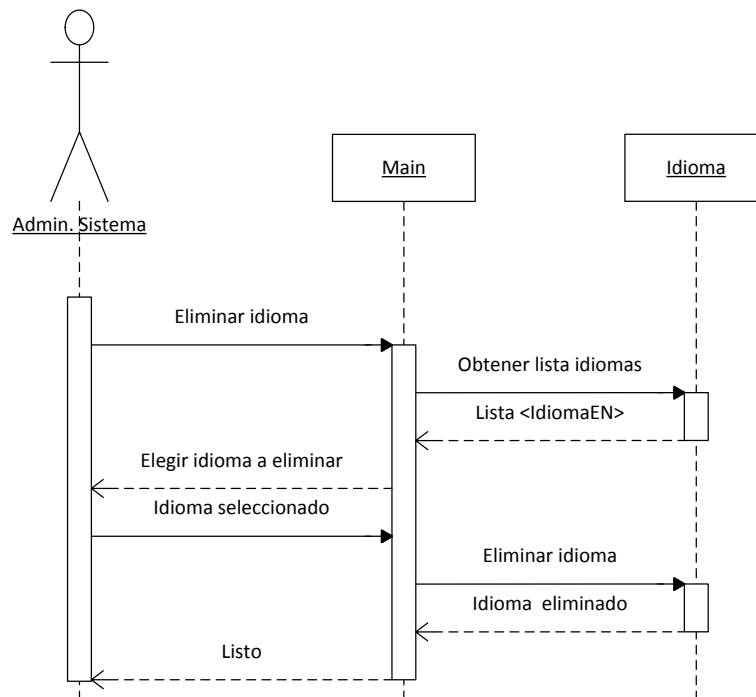 Main
Idioma
Admin. Sistema
Eliminar idioma
Obtener lista idiomas
Lista <IdiomaEN>
Elegir idioma a eliminar
Idioma seleccionado
Eliminar idioma
Idioma eliminado
Listo